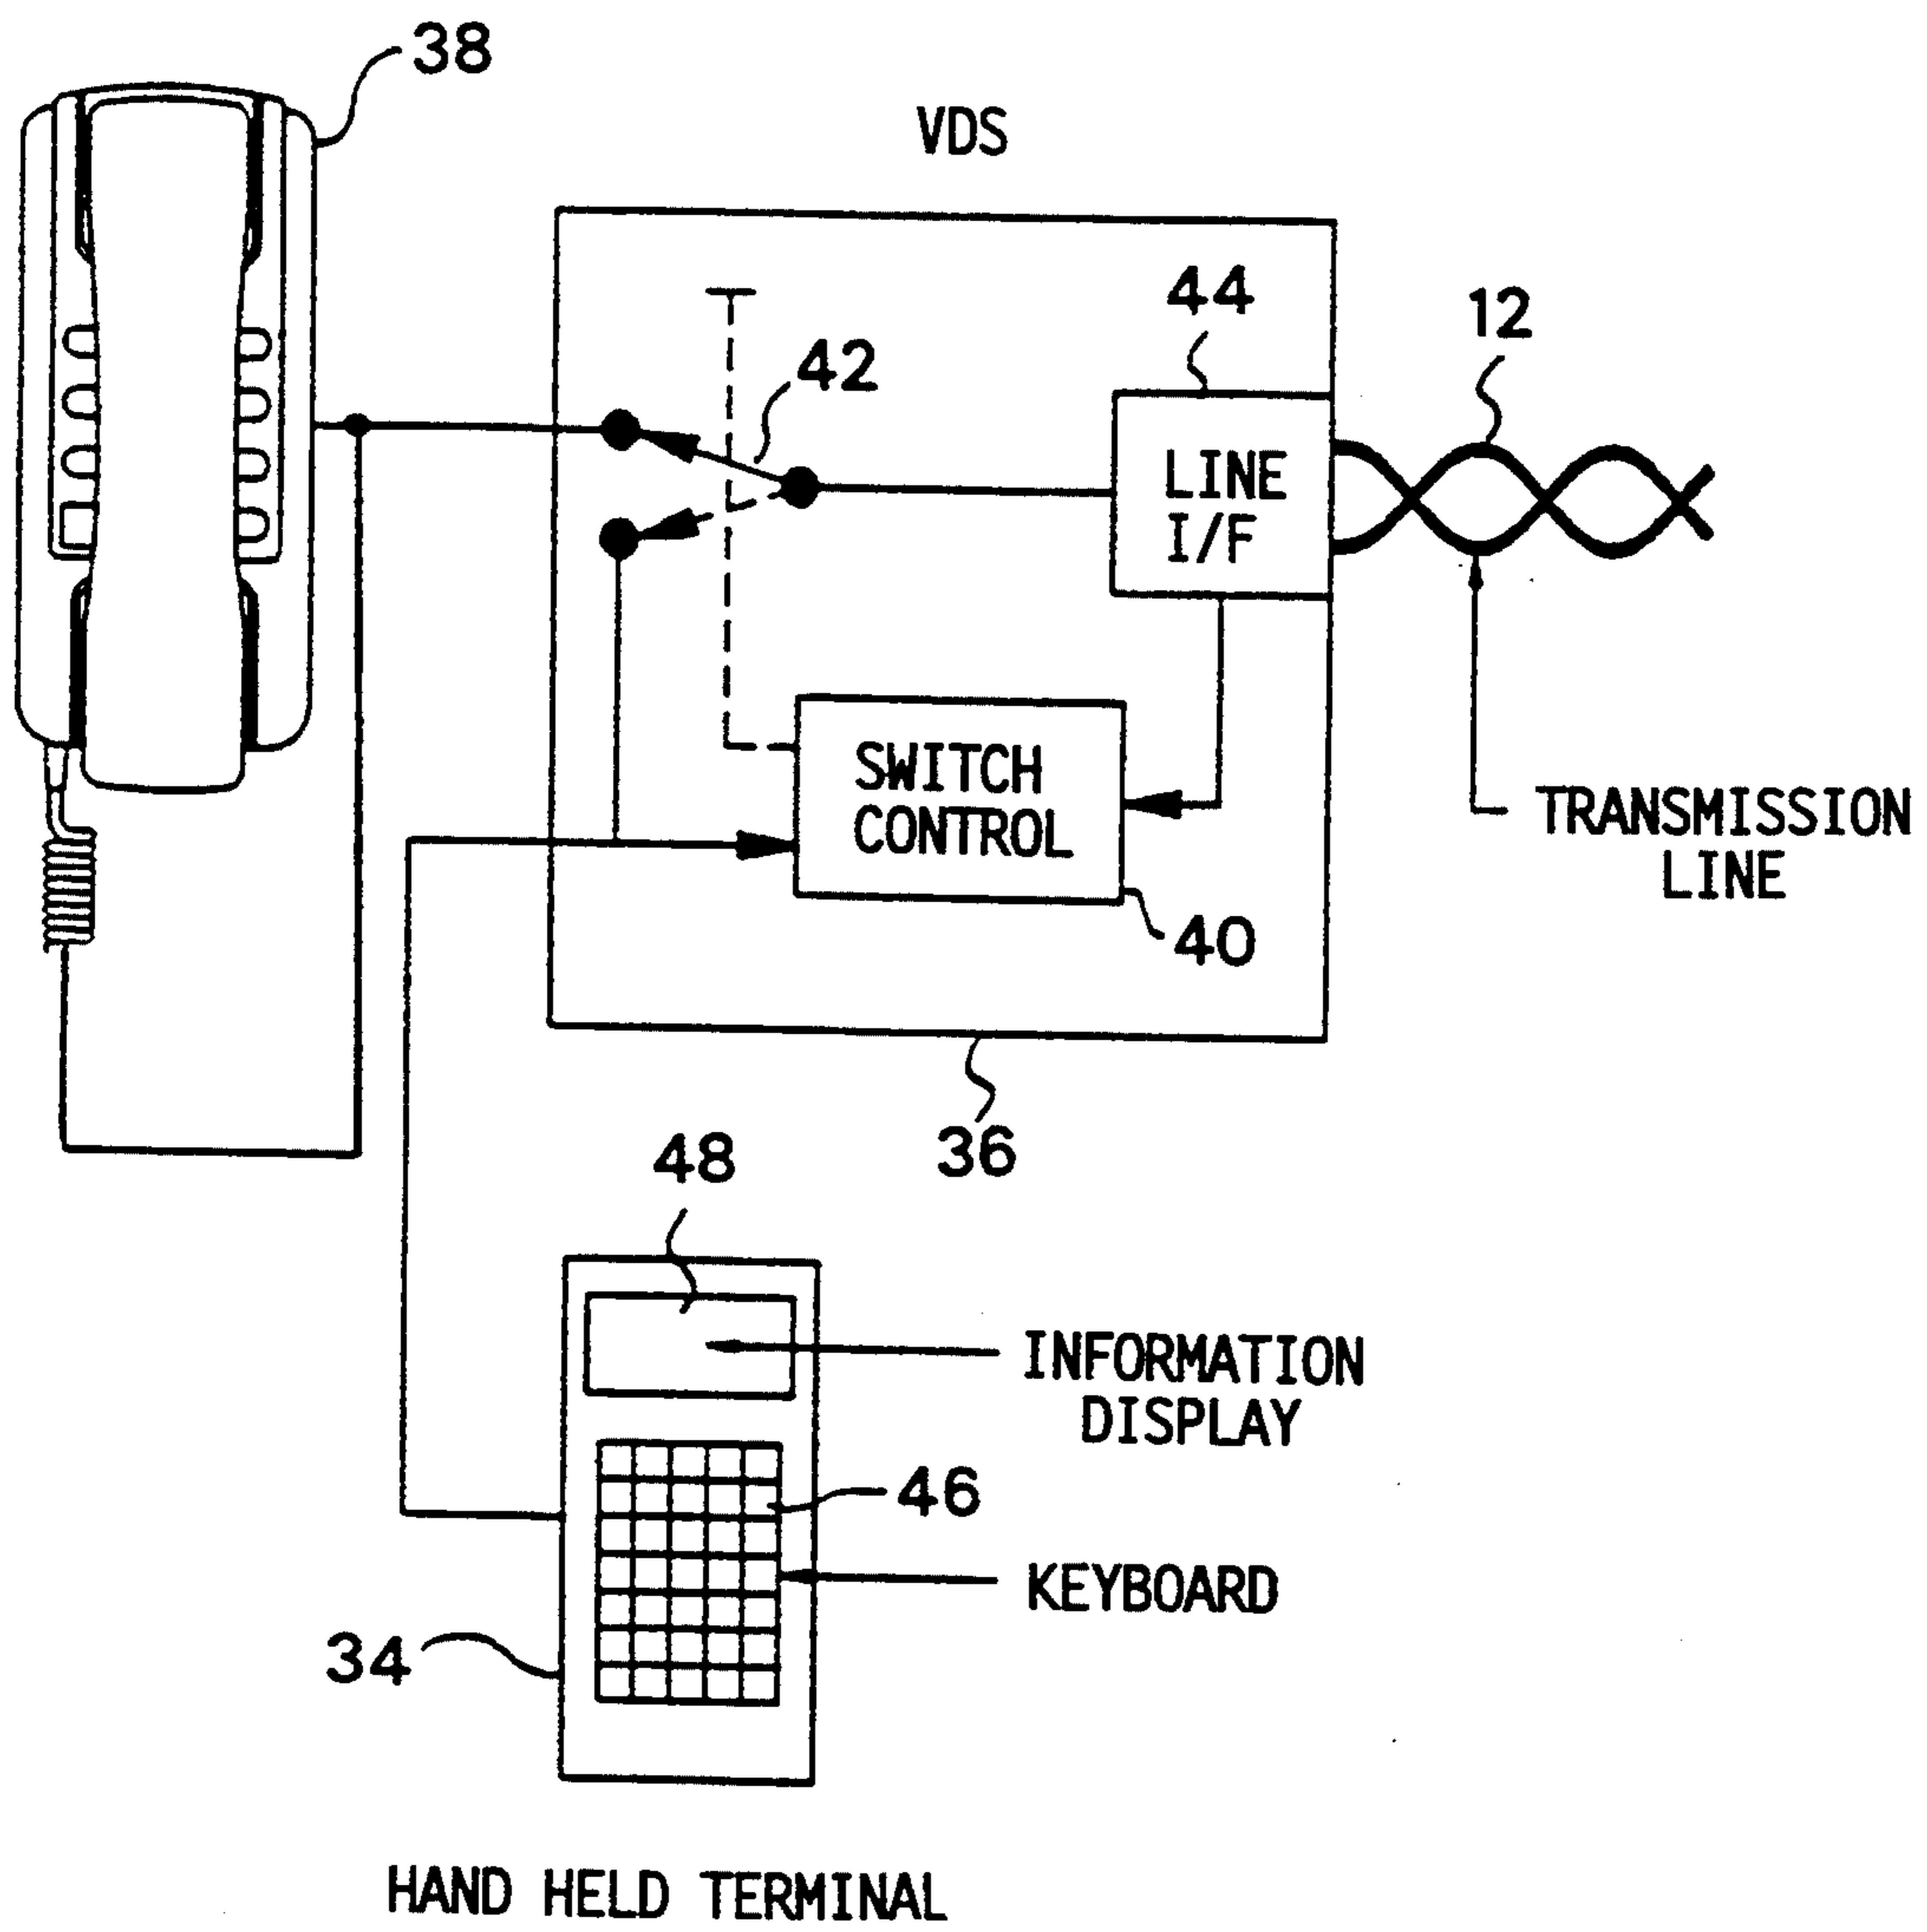 38
VDS
44
12
42
LINE
I/F
SWITCH
CONTROL
TRANSMISSION
LINE
40
36
48
INFORMATION
DISPLAY
46
KEYBOARD
34
HAND HELD TERMINAL